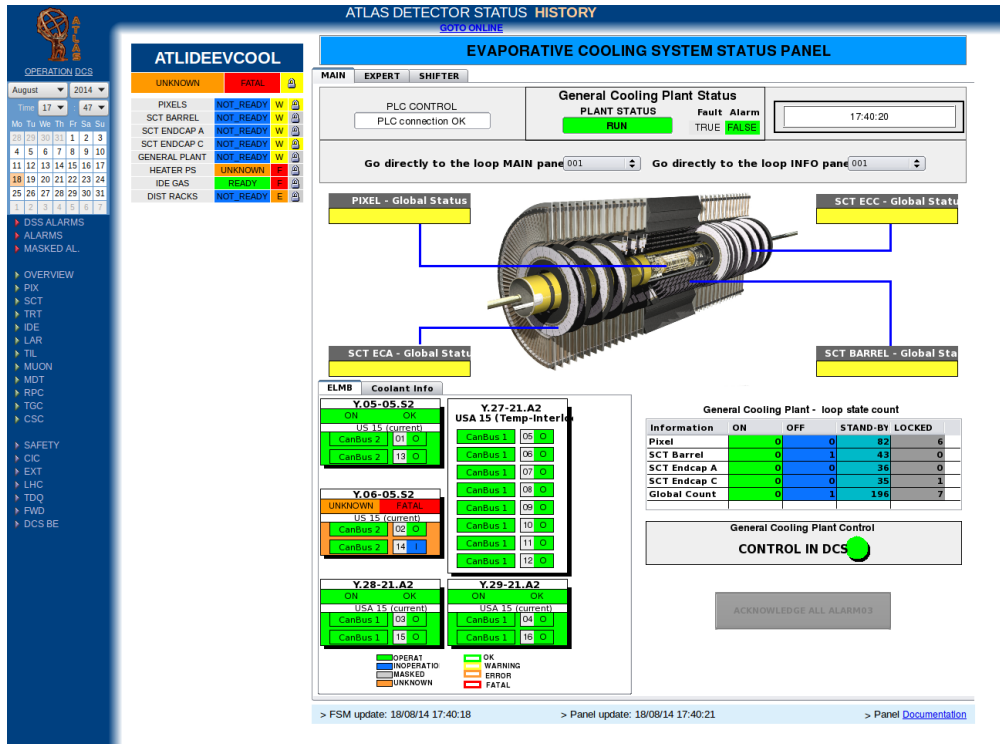 ATLAS DETECTOR STATUS HISTORY
GOTO ONLINE
ATLAS
OPERATION DCS
August 2014
Time 17 : 47
Mo Tu We Th Fr Sa Su
28 29 30 31 1 2 3
4 5 6 7 8 9 10
11 12 13 14 15 16 17
18 19 20 21 22 23 24
25 26 27 28 29 30 31
1 2 3 4 5 6 7
DSS ALARMS
ALARMS
MASKED AL.
OVERVIEW
PIX
SCT
TRT
IDE
LAR
TIL
MUON
MDT
RPC
TGC
CSC
SAFETY
CIC
EXT
LHC
TDQ
FWD
DCS BE
ATLIDEEVCOOL
UNKNOWN FATAL
PIXELS NOT_READY W
SCT BARREL NOT_READY W
SCT ENDCAP A NOT_READY W
SCT ENDCAP C NOT_READY W
GENERAL PLANT NOT_READY W
HEATER PS UNKNOWN F
IDE GAS READY F
DIST RACKS NOT_READY E
EVAPORATIVE COOLING SYSTEM STATUS PANEL
MAIN EXPERT SHIFTER
PLC CONTROL
PLC connection OK
General Cooling Plant Status
PLANT STATUS Fault Alarm
RUN TRUE FALSE
17:40:20
Go directly to the loop MAIN pane 001 Go directly to the loop INFO pane 001
PIXEL - Global Status SCT ECC - Global Statu
SCT ECA - Global Statu SCT BARREL - Global Sta
ELMB Coolant Info
Y.05-05.S2
ON OK
US 15 (current)
CanBus 2 01 O
CanBus 2 13 O
Y.06-05.S2
UNKNOWN FATAL
US 15 (current)
CanBus 2 02 O
CanBus 2 14 I
Y.27-21.A2
USA 15 (Temp-Interlo
CanBus 1 05 O
CanBus 1 06 O
CanBus 1 07 O
CanBus 1 08 O
CanBus 1 09 O
CanBus 1 10 O
CanBus 1 11 O
CanBus 1 12 O
Y.28-21.A2
ON OK
USA 15 (current)
CanBus 1 03 O
CanBus 1 15 O
Y.29-21.A2
ON OK
USA 15 (current)
CanBus 1 04 O
CanBus 1 16 O
OPERAT OK
INOPERATIO WARNING
MASKED ERROR
UNKNOWN FATAL
General Cooling Plant - loop state count
Information ON OFF STAND-BY LOCKED
Pixel 0 0 82 6
SCT Barrel 0 1 43 0
SCT Endcap A 0 0 36 0
SCT Endcap C 0 0 35 1
Global Count 0 1 196 7
General Cooling Plant Control
CONTROL IN DCS
ACKNOWLEDGE ALL ALARM03
> FSM update: 18/08/14 17:40:18 > Panel update: 18/08/14 17:40:21 > Panel Documentation